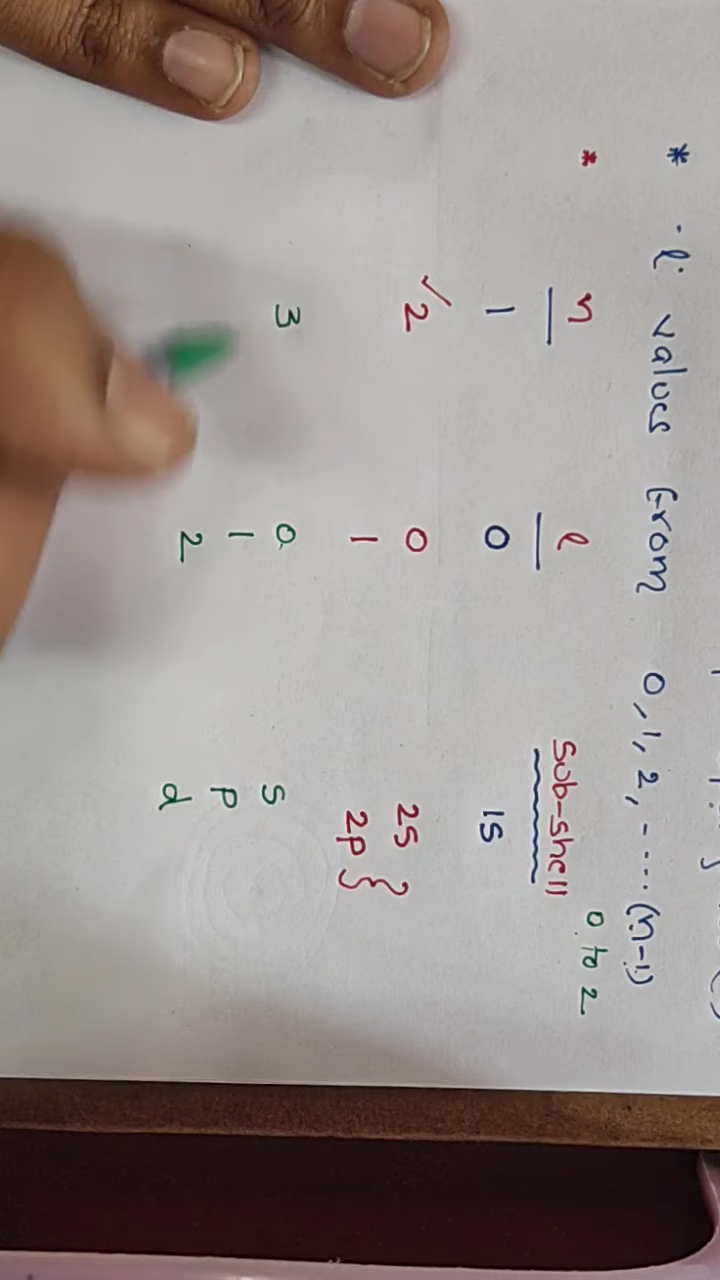 * 'l' values from 0,1,2,-....(n-1)
0 to 2
* n l Sub-shell
1 0 1s
✓2 0 2s
1 2p }
3 0 s
1 p
2 d